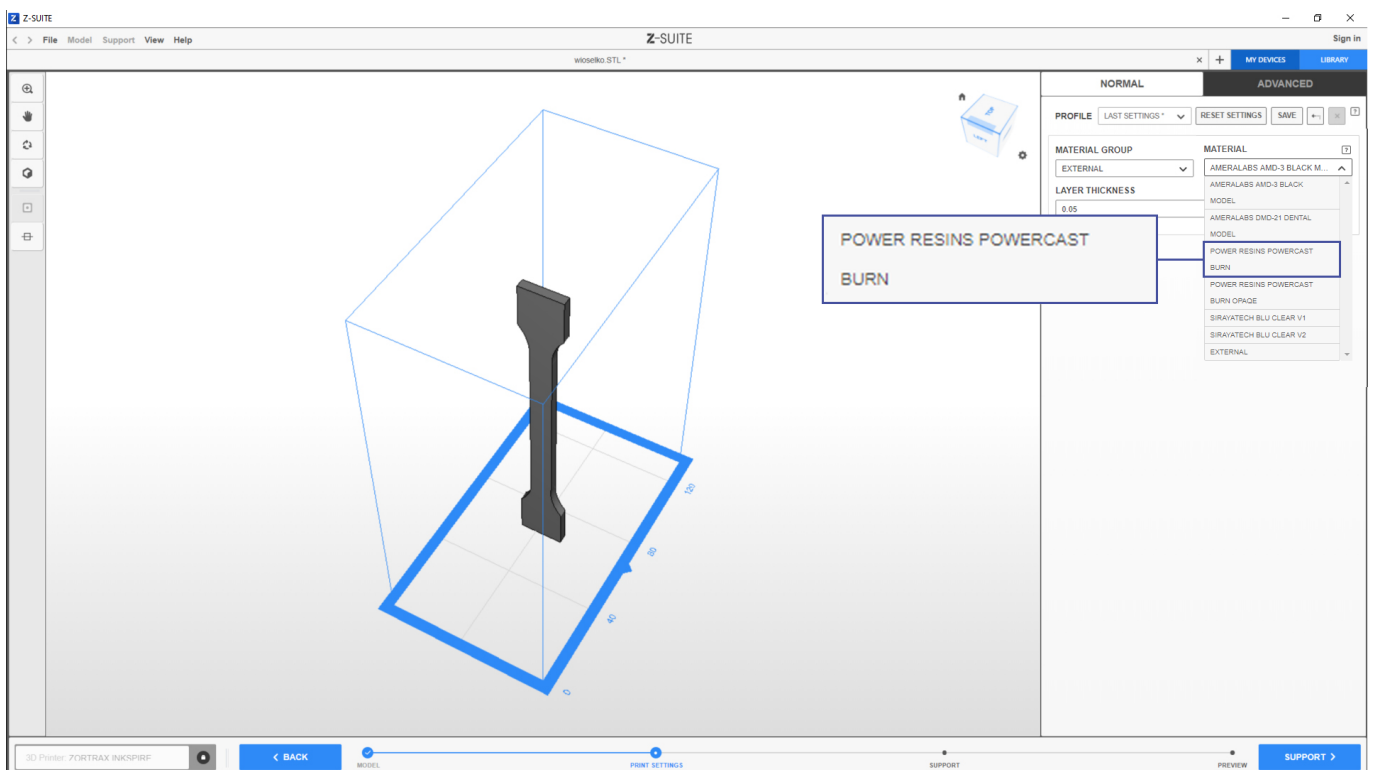 Z Z-SUITE
< > File Model Support View Help
Z-SUITE
Sign in
wioselko.STL *
× +
MY DEVICES
LIBRARY
NORMAL
ADVANCED
PROFILE
LAST SETTINGS *
RESET SETTINGS
SAVE
?
MATERIAL GROUP
MATERIAL
?
EXTERNAL
AMERALABS AMD-3 BLACK M...
LAYER THICKNESS
0.05
AMERALABS AMD-3 BLACK
MODEL
AMERALABS DMD-21 DENTAL
MODEL
POWER RESINS POWERCAST
BURN
POWER RESINS POWERCAST
BURN OPAQE
SIRAYATECH BLU CLEAR V1
SIRAYATECH BLU CLEAR V2
EXTERNAL
POWER RESINS POWERCAST
BURN
TOP
120
80
40
0
3D Printer: ZORTRAX INKSPIRE
< BACK
MODEL
PRINT SETTINGS
SUPPORT
PREVIEW
SUPPORT >